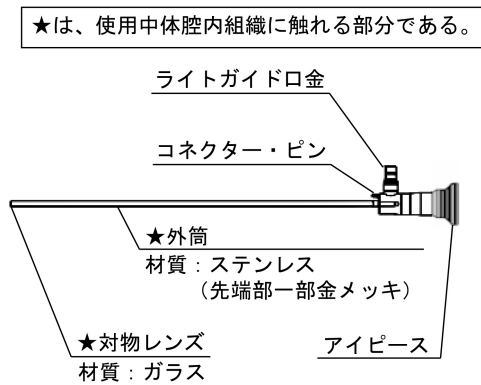 ★は、使用中体腔内組織に触れる部分である。
ライトガイド口金
コネクター・ピン
★外筒
材質：ステンレス
（先端部一部金メッキ）
★対物レンズ
材質：ガラス
アイピース